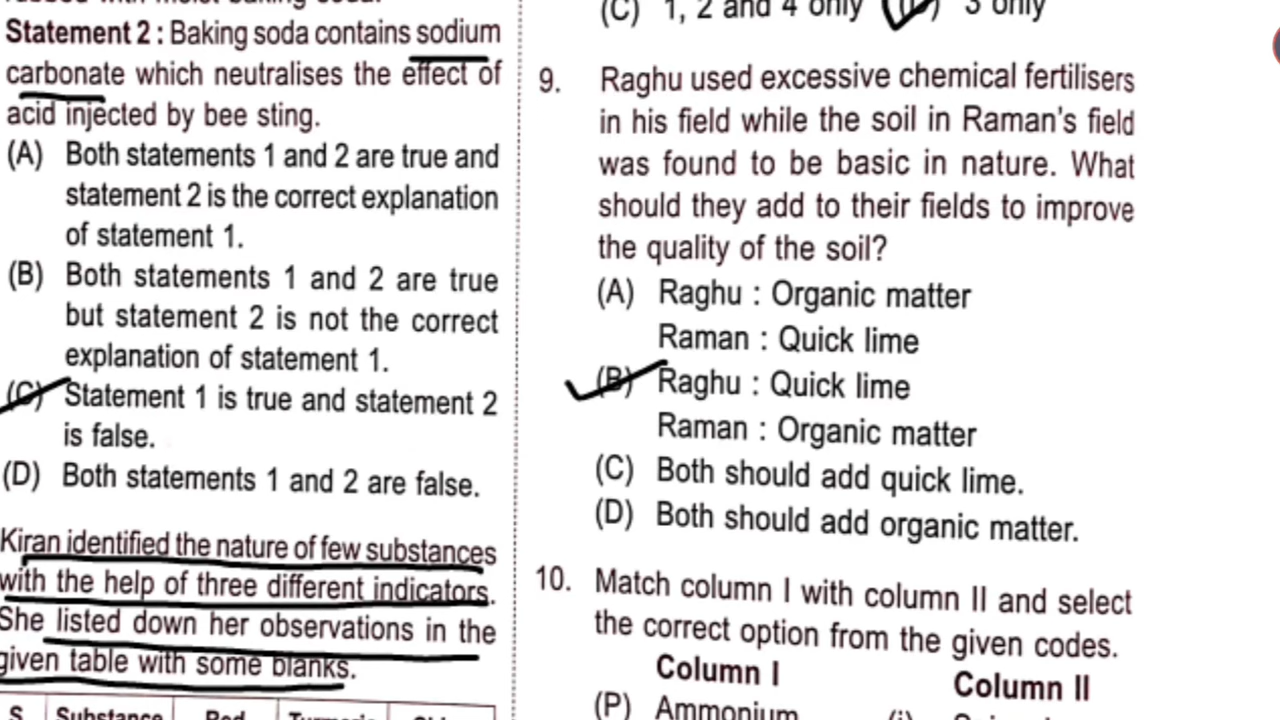 rubbed with moist baking soda.
Statement 2 : Baking soda contains sodium
carbonate which neutralises the effect of
acid injected by bee sting.
(A) Both statements 1 and 2 are true and
statement 2 is the correct explanation
of statement 1.
(B) Both statements 1 and 2 are true
but statement 2 is not the correct
explanation of statement 1.
(C) Statement 1 is true and statement 2
is false.
(D) Both statements 1 and 2 are false.
Kiran identified the nature of few substances
with the help of three different indicators.
She listed down her observations in the
given table with some blanks.
S. Substance Red Turmeric
(C) 1, 2 and 4 only (D) 3 only
9. Raghu used excessive chemical fertilisers
in his field while the soil in Raman's field
was found to be basic in nature. What
should they add to their fields to improve
the quality of the soil?
(A) Raghu : Organic matter
Raman : Quick lime
(B) Raghu : Quick lime
Raman : Organic matter
(C) Both should add quick lime.
(D) Both should add organic matter.
10. Match column I with column II and select
the correct option from the given codes.
Column I Column II
(P) Ammonium (i)